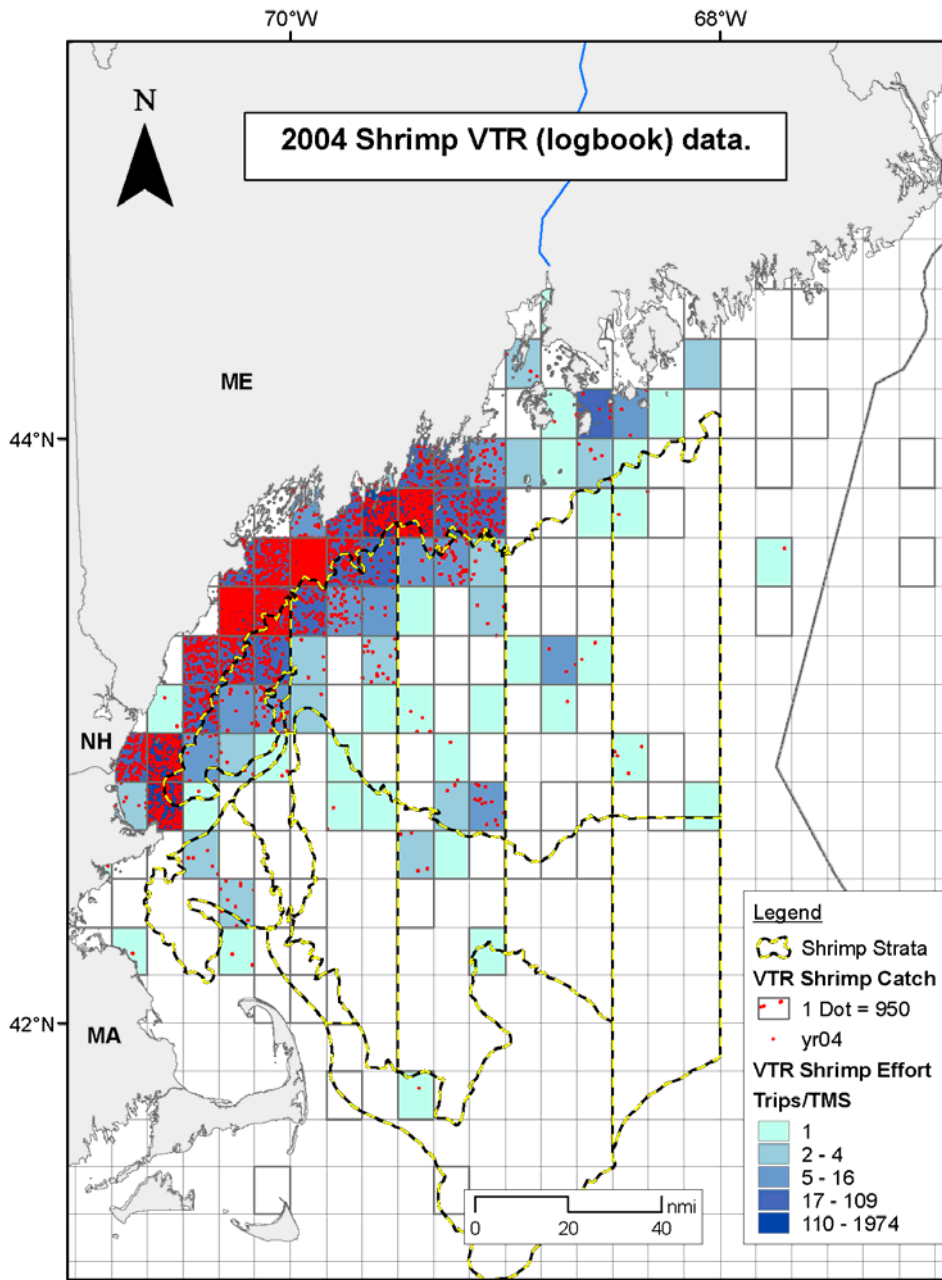 70°W 68°W
N
2004 Shrimp VTR (logbook) data.
ME
44°N
NH
Legend
Shrimp Strata
VTR Shrimp Catch
1 Dot = 950
yr04
VTR Shrimp Effort
Trips/TMS
1
2 - 4
5 - 16
17 - 109
110 - 1974
42°N
MA
nmi
0 20 40